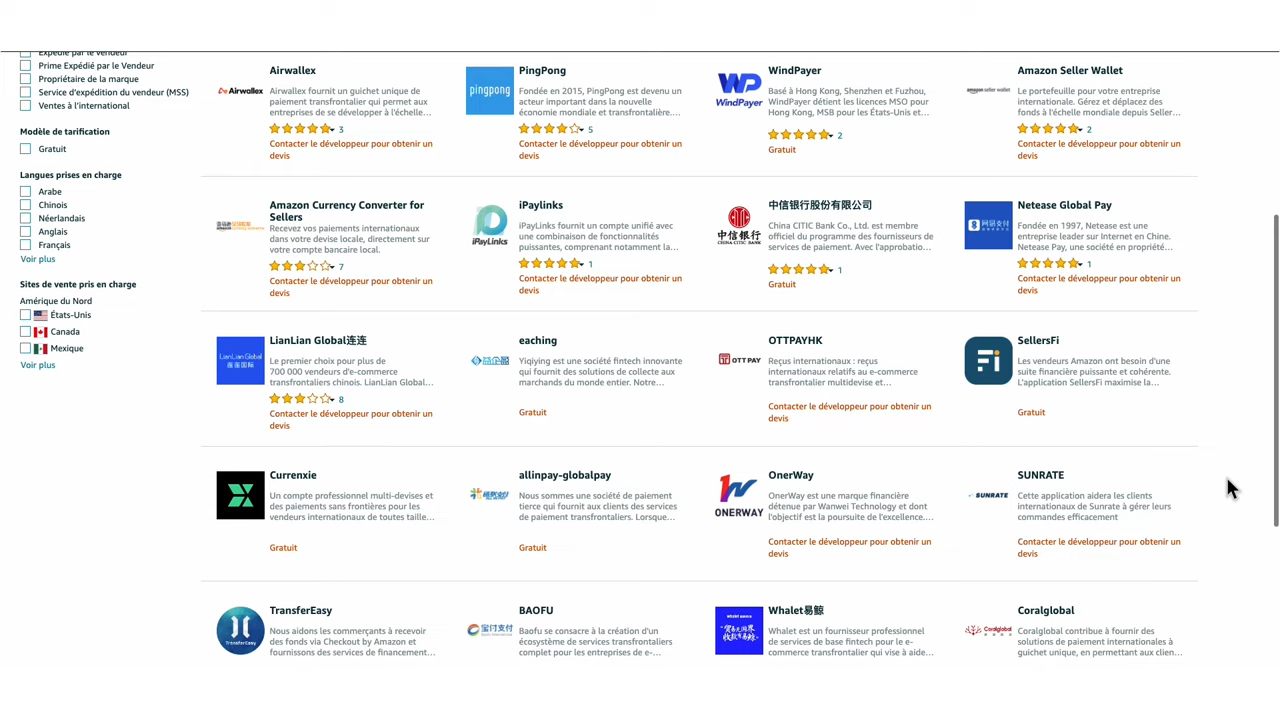 Expédié par le vendeur
Prime Expédié par le Vendeur
Propriétaire de la marque
Service d'expédition du vendeur (MSS)
Ventes à l'international
Modèle de tarification
Gratuit
Langues prises en charge
Arabe
Chinois
Néerlandais
Anglais
Français
Voir plus
Sites de vente pris en charge
Amérique du Nord
États-Unis
Canada
Mexique
Voir plus
Airwallex
Airwallex
Airwallex fournit un guichet unique de
paiement transfrontalier qui permet aux
entreprises de se développer à l'échelle…
3
Contacter le développeur pour obtenir un
devis
pingpong
PingPong
Fondée en 2015, PingPong est devenu un
acteur important dans la nouvelle
économie mondiale et transfrontalière.…
5
Contacter le développeur pour obtenir un
devis
WindPayer
WindPayer
Basé à Hong Kong, Shenzhen et Fuzhou,
WindPayer détient les licences MSO pour
Hong Kong, MSB pour les États-Unis et…
2
Gratuit
amazon seller wallet
Amazon Seller Wallet
Le portefeuille pour votre entreprise
internationale. Gérez et déplacez des
fonds à l'échelle mondiale depuis Seller…
2
Contacter le développeur pour obtenir un
devis
Amazon Currency Converter for
Sellers
Recevez vos paiements internationaux
dans votre devise locale, directement sur
votre compte bancaire local.
7
Contacter le développeur pour obtenir un
devis
iPayLinks
iPaylinks
iPayLinks fournit un compte unifié avec
une combinaison de fonctionnalités
puissantes, comprenant notamment la…
1
Contacter le développeur pour obtenir un
devis
中信银行
CHINA CITIC BANK
中信银行股份有限公司
China CITIC Bank Co., Ltd. est membre
officiel du programme des fournisseurs de
services de paiement. Avec l'approbatio…
1
Gratuit
网易支付
Netease Global Pay
Fondée en 1997, Netease est une
entreprise leader sur Internet en Chine.
Netease Pay, une société en propriété…
1
Contacter le développeur pour obtenir un
devis
LianLian Global
连连国际
LianLian Global连连
Le premier choix pour plus de
700 000 vendeurs d'e-commerce
transfrontaliers chinois. LianLian Global…
8
Contacter le développeur pour obtenir un
devis
eaching
Yiqiying est une société fintech innovante
qui fournit des solutions de collecte aux
marchands du monde entier. Notre…
Gratuit
OTT PAY
OTTPAYHK
Reçus internationaux : reçus
internationaux relatifs au e-commerce
transfrontalier multidevise et…
Contacter le développeur pour obtenir un
devis
SellersFi
Les vendeurs Amazon ont besoin d'une
suite financière puissante et cohérente.
L'application SellersFi maximise la…
Gratuit
Currenxie
Un compte professionnel multi-devises et
des paiements sans frontières pour les
vendeurs internationaux de toutes taille…
Gratuit
allinpay-globalpay
Nous sommes une société de paiement
tierce qui fournit aux clients des services
de paiement transfrontaliers. Lorsque…
Gratuit
ONERWAY
OnerWay
OnerWay est une marque financière
détenue par Wanwei Technology et dont
l'objectif est la poursuite de l'excellence.…
Contacter le développeur pour obtenir un
devis
SUNRATE
SUNRATE
Cette application aidera les clients
internationaux de Sunrate à gérer leurs
commandes efficacement
Contacter le développeur pour obtenir un
devis
TransferEasy
TransferEasy
Nous aidons les commerçants à recevoir
des fonds via Checkout by Amazon et
fournissons des services de financement…
宝付支付
BAOFU
Baofu se consacre à la création d'un
écosystème de services transfrontaliers
complet pour les entreprises de e-…
Whalet易鲸
Whalet est un fournisseur professionnel
de services de base fintech pour le e-
commerce transfrontalier qui vise à aide…
Coralglobal
Coralglobal
Coralglobal contribue à fournir des
solutions de paiement internationales à
guichet unique, en permettant aux clien…